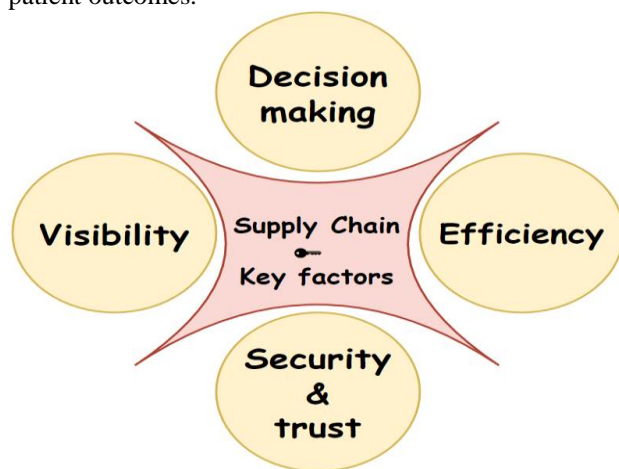 patient outcomes.
Decision
making
Visibility
Supply Chain
Key factors
Efficiency
Security
&
trust